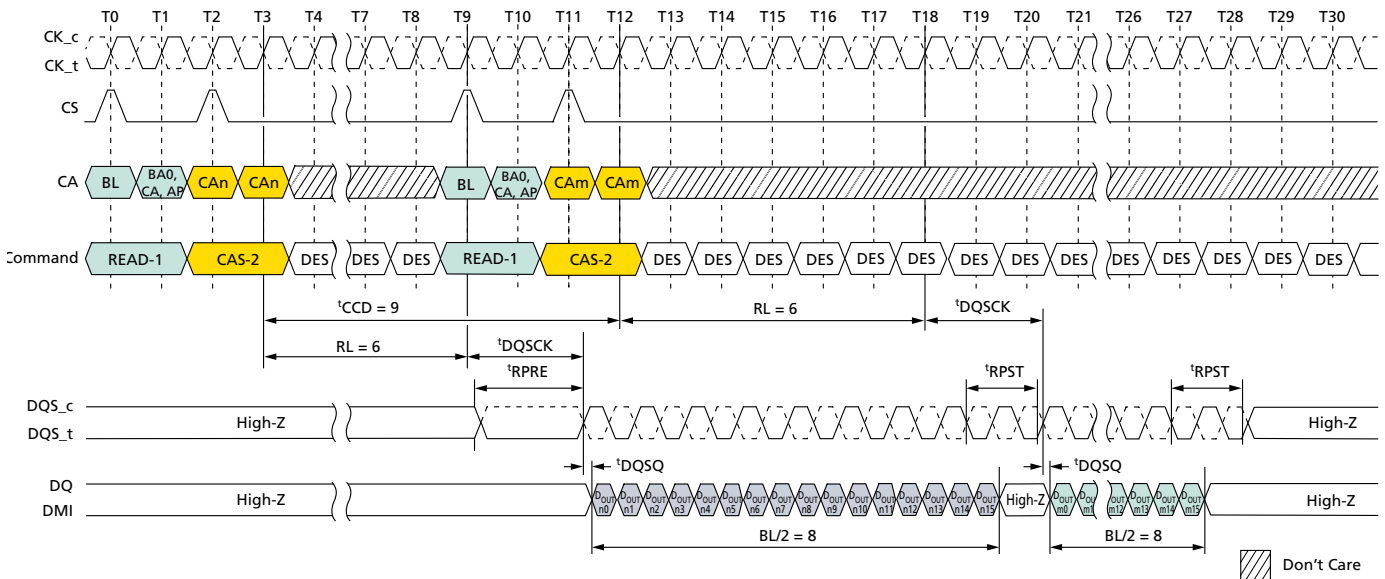 T0 T1 T2 T3 T4 T7 T8 T9 T10 T11 T12 T13 T14 T15 T16 T17 T18 T19 T20 T21 T26 T27 T28 T29 T30
CK_c
CK_t
CS
CA BL BA0, CA, AP CAn CAn BL BA0, CA, AP CAm CAm
Command READ-1 CAS-2 DES DES DES READ-1 CAS-2 DES DES DES DES DES DES DES DES DES DES DES DES DES DES
tCCD = 9 RL = 6 tDQSCK
RL = 6 tDQSCK
tRPRE tRPST tRPST
DQS_c
High-Z High-Z
DQS_t
tDQSQ tDQSQ
DQ
DMI
High-Z DOUT n0 DOUT n1 DOUT n2 DOUT n3 DOUT n4 DOUT n5 DOUT n6 DOUT n7 DOUT n8 DOUT n9 DOUT n10 DOUT n11 DOUT n12 DOUT n13 DOUT n14 DOUT n15 High-Z DOUT m0 DOUT m1 DOUT m12 DOUT m13 DOUT m14 DOUT m15 High-Z
BL/2 = 8 BL/2 = 8
Don't Care